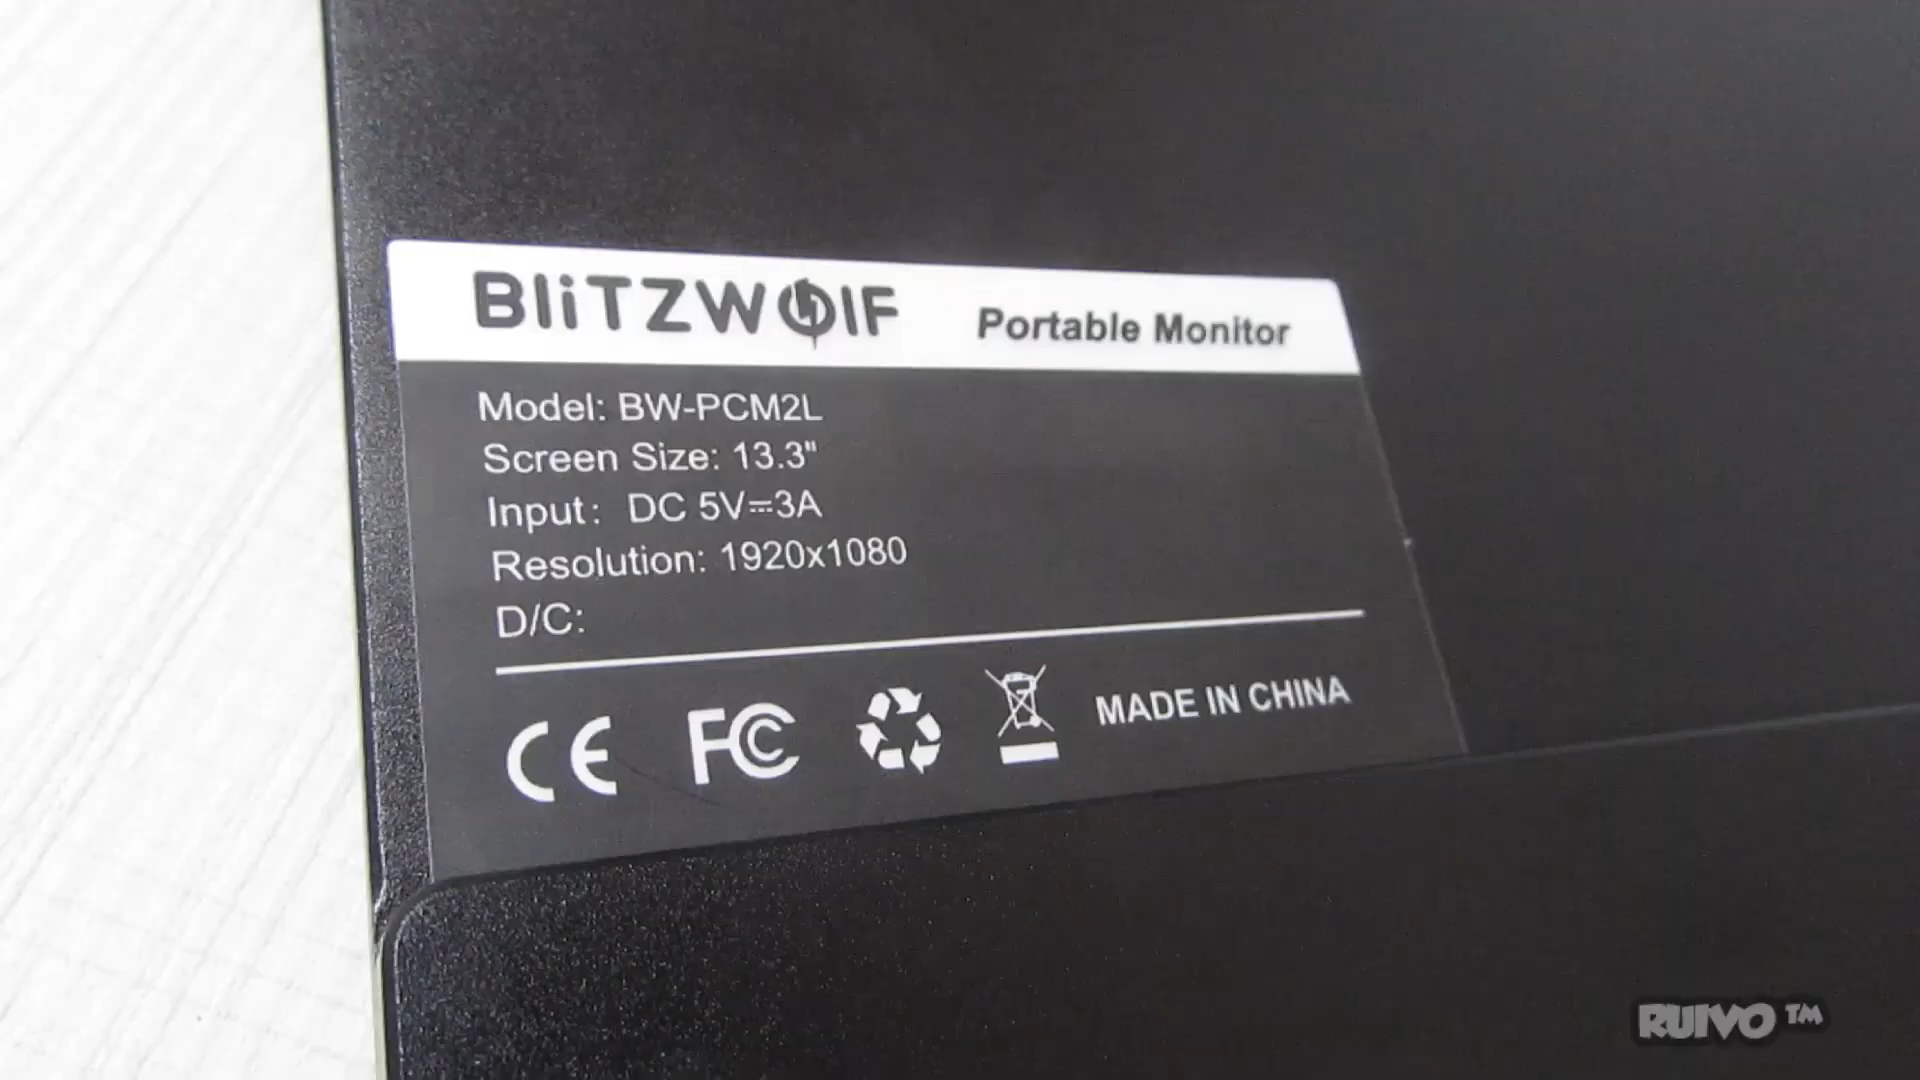 BLiTZWOLF Portable Monitor
Model: BW-PCM2L
Screen Size: 13.3"
Input: DC 5V⎓3A
Resolution: 1920x1080
D/C:
CE FC MADE IN CHINA
RUIVO™